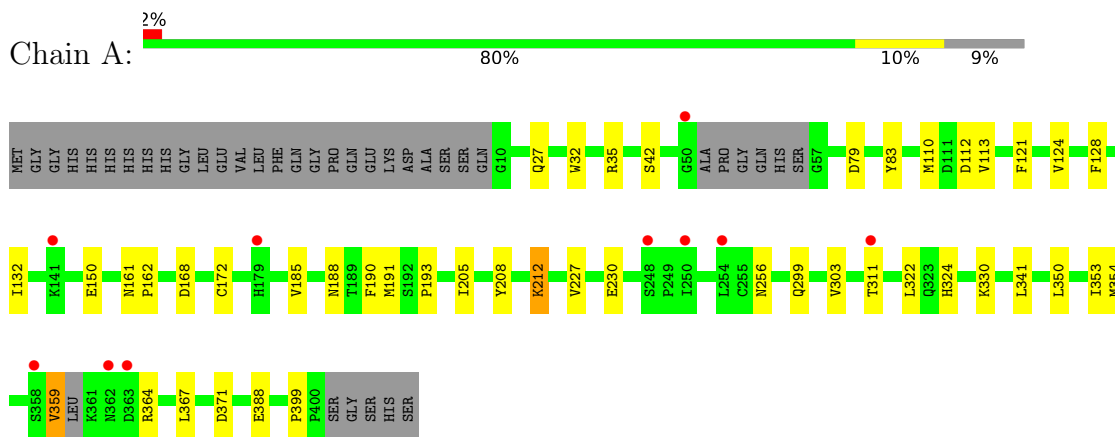 2%
Chain A:
80% 10% 9%
MET GLY GLY HIS HIS HIS HIS HIS HIS GLY LEU GLU VAL LEU PHE GLN GLY PRO GLN GLU LYS ASP ALA SER SER GLN G10 Q27 W32 R35 S42 G50 ALA PRO GLY GLN HIS SER G57 D79 Y83 M110 D111 D112 V113 F121 V124 F128
I132 K141 E150 N161 P162 D168 C172 H179 V185 N188 T189 F190 M191 S192 P193 I205 Y208 K212 V227 E230 S248 P249 I250 L254 C255 N256 Q299 V303 T311 L322 Q323 H324 K330 L341 L350 I353 M354
S358 V359 LEU K361 N362 D363 R364 L367 D371 E388 P399 P400 SER GLY SER HIS SER